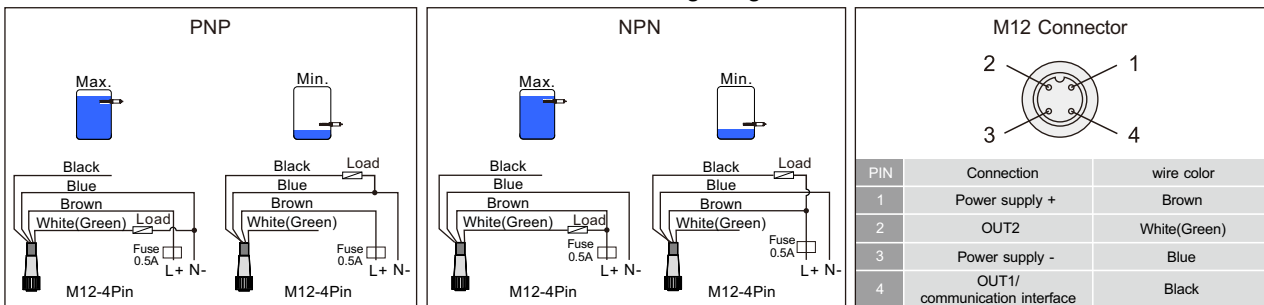 PNP
Max.
Min.
Black
Blue
Brown
White(Green)
Load
Fuse
0.5A
L+ N-
M12-4Pin
Black
Load
Blue
Brown
White(Green)
Fuse
0.5A
L+ N-
M12-4Pin
NPN
Max.
Min.
Black
Blue
Brown
White(Green)
Load
Fuse
0.5A
L+ N-
M12-4Pin
Black
Load
Blue
Brown
White(Green)
Fuse
0.5A
L+ N-
M12-4Pin
M12 Connector
2 1
3 4
PIN Connection wire color
1 Power supply + Brown
2 OUT2 White(Green)
3 Power supply - Blue
4 OUT1/ communication interface Black